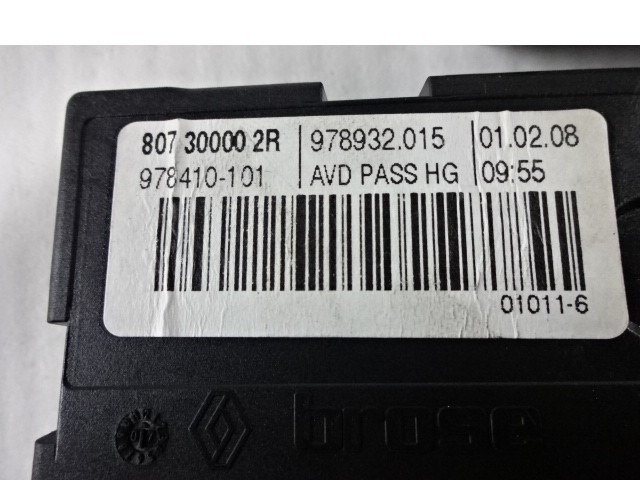 807 30000 2R 978932.015 01.02.08
978410-101 AVD PASS HG 09:55
01011-6
brose